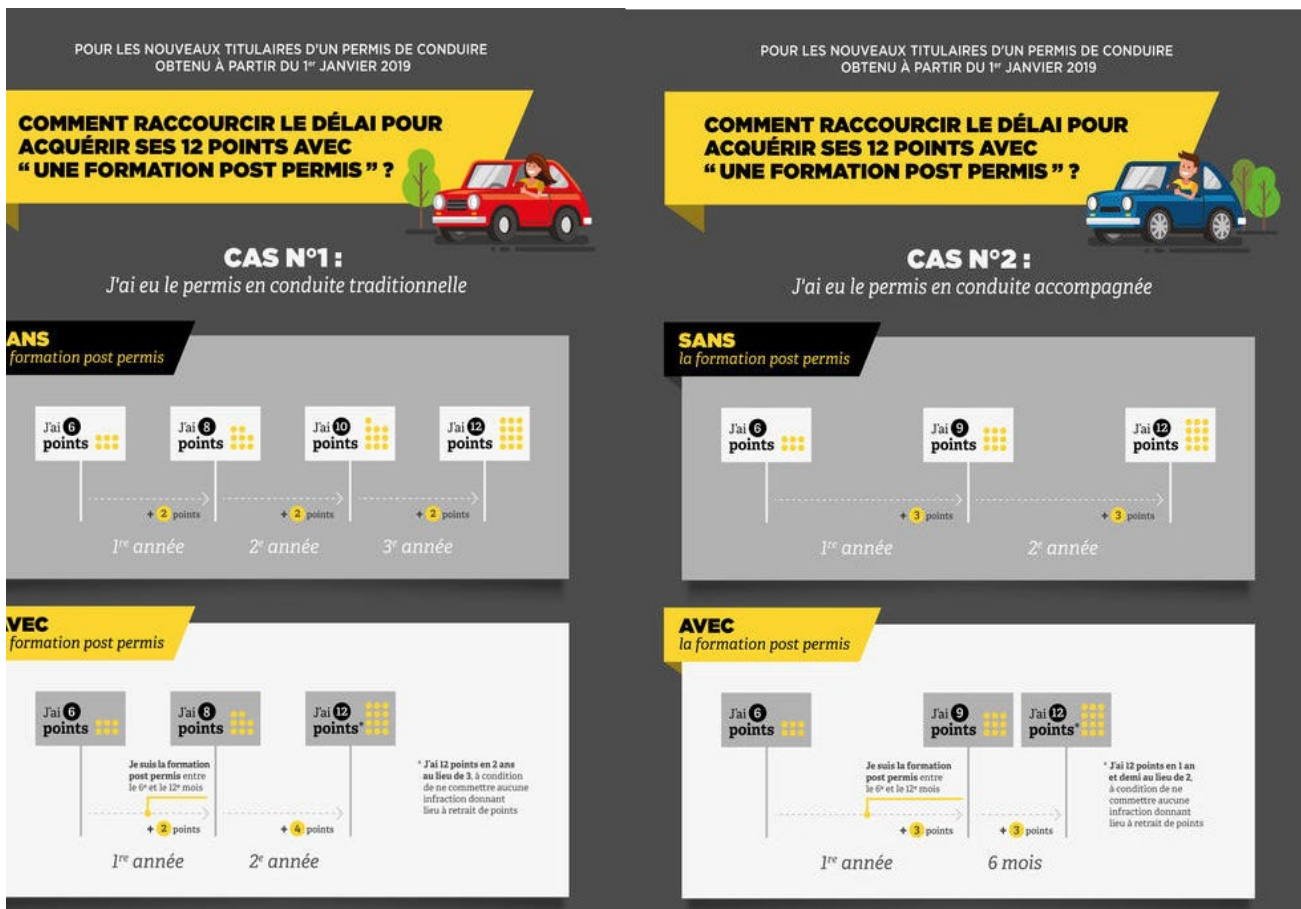 POUR LES NOUVEAUX TITULAIRES D'UN PERMIS DE CONDUIRE
OBTENU À PARTIR DU 1er JANVIER 2019
COMMENT RACCOURCIR LE DÉLAI POUR
ACQUÉRIR SES 12 POINTS AVEC
“ UNE FORMATION POST PERMIS ” ?
CAS N°1 :
J'ai eu le permis en conduite traditionnelle
ANS
formation post permis
J'ai 6
points
J'ai 8
points
J'ai 10
points
J'ai 12
points
+ 2 points
+ 2 points
+ 2 points
1re année
2e année
3e année
VEC
formation post permis
J'ai 6
points
J'ai 8
points
J'ai 12
points*
Je suis la formation
post permis entre
le 6e et le 12e mois
* J'ai 12 points en 2 ans
au lieu de 3, à condition
de ne commettre aucune
infraction donnant
lieu à retrait de points
+ 2 points
+ 4 points
1re année
2e année
POUR LES NOUVEAUX TITULAIRES D'UN PERMIS DE CONDUIRE
OBTENU À PARTIR DU 1er JANVIER 2019
COMMENT RACCOURCIR LE DÉLAI POUR
ACQUÉRIR SES 12 POINTS AVEC
“ UNE FORMATION POST PERMIS ” ?
CAS N°2 :
J'ai eu le permis en conduite accompagnée
SANS
la formation post permis
J'ai 6
points
J'ai 9
points
J'ai 12
points
+ 3 points
+ 3 points
1re année
2e année
AVEC
la formation post permis
J'ai 6
points
J'ai 9
points
J'ai 12
points*
Je suis la formation
post permis entre
le 6e et le 12e mois
* J'ai 12 points en 1 an
et demi au lieu de 2,
à condition de ne
commettre aucune
infraction donnant
lieu à retrait de points
+ 3 points
+ 3 points
1re année
6 mois